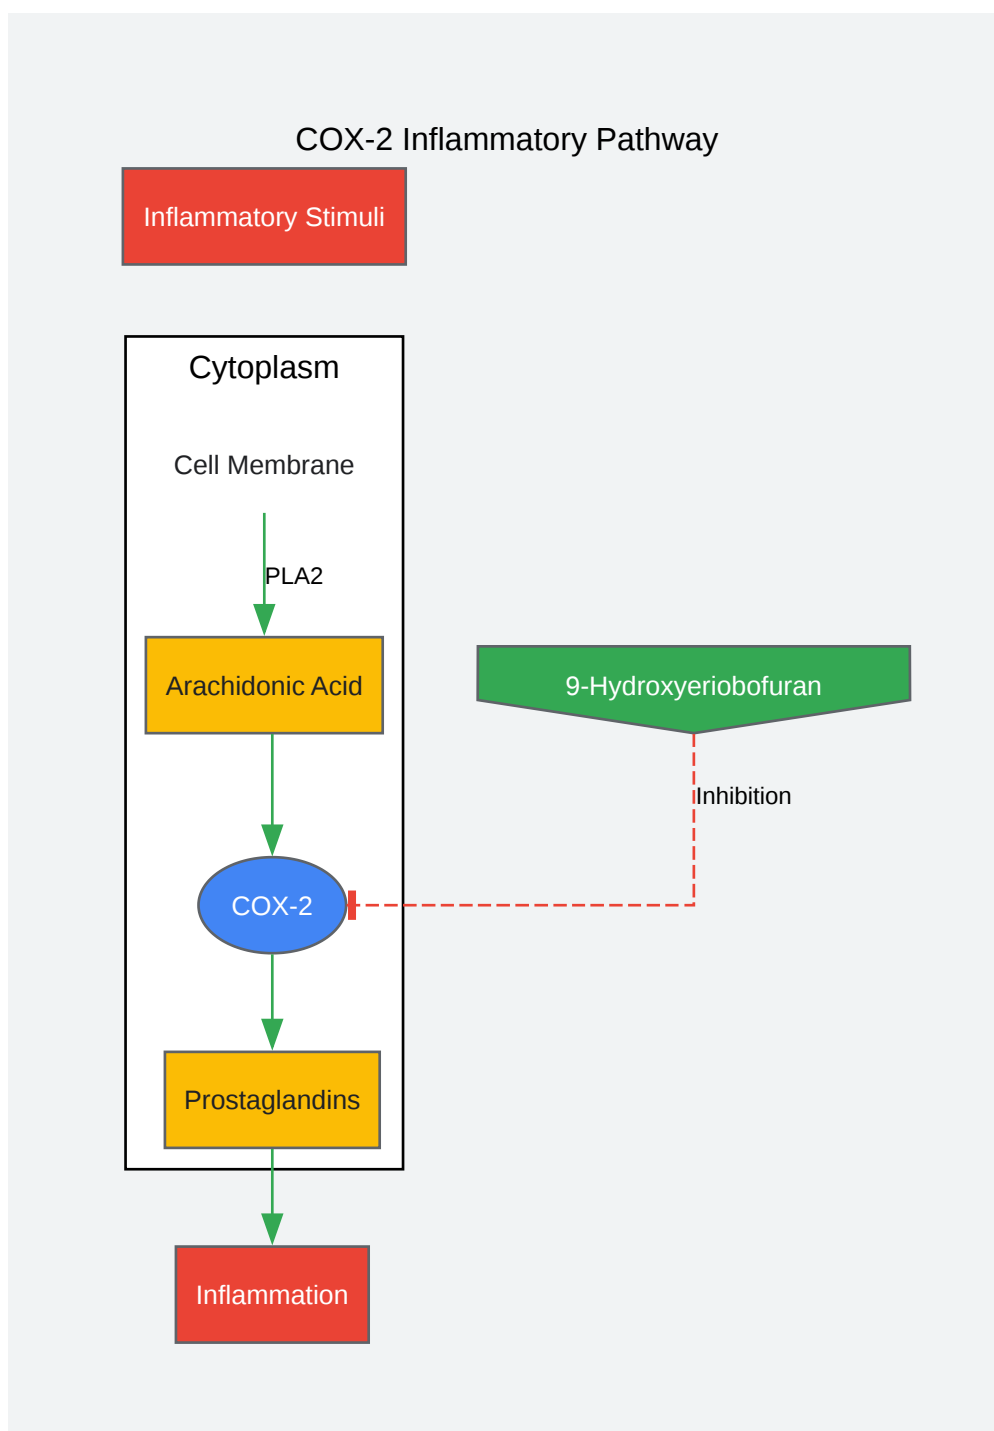 COX-2 Inflammatory Pathway
Inflammatory Stimuli
Cytoplasm
Cell Membrane
PLA2
Arachidonic Acid
9-Hydroxyeriobofuran
Inhibition
COX-2
Prostaglandins
Inflammation